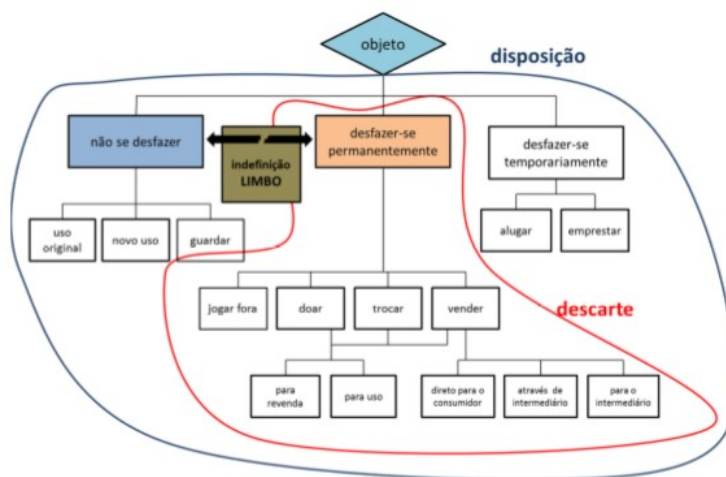 objeto
disposição
não se desfazer
indefinição
LIMBO
desfazer-se
permanentemente
desfazer-se
temporariamente
uso
original
novo uso
guardar
alugar
emprestar
jogar fora
doar
trocar
vender
descarte
para
revenda
para uso
direto para o
consumidor
através de
intermediário
para o
intermediário